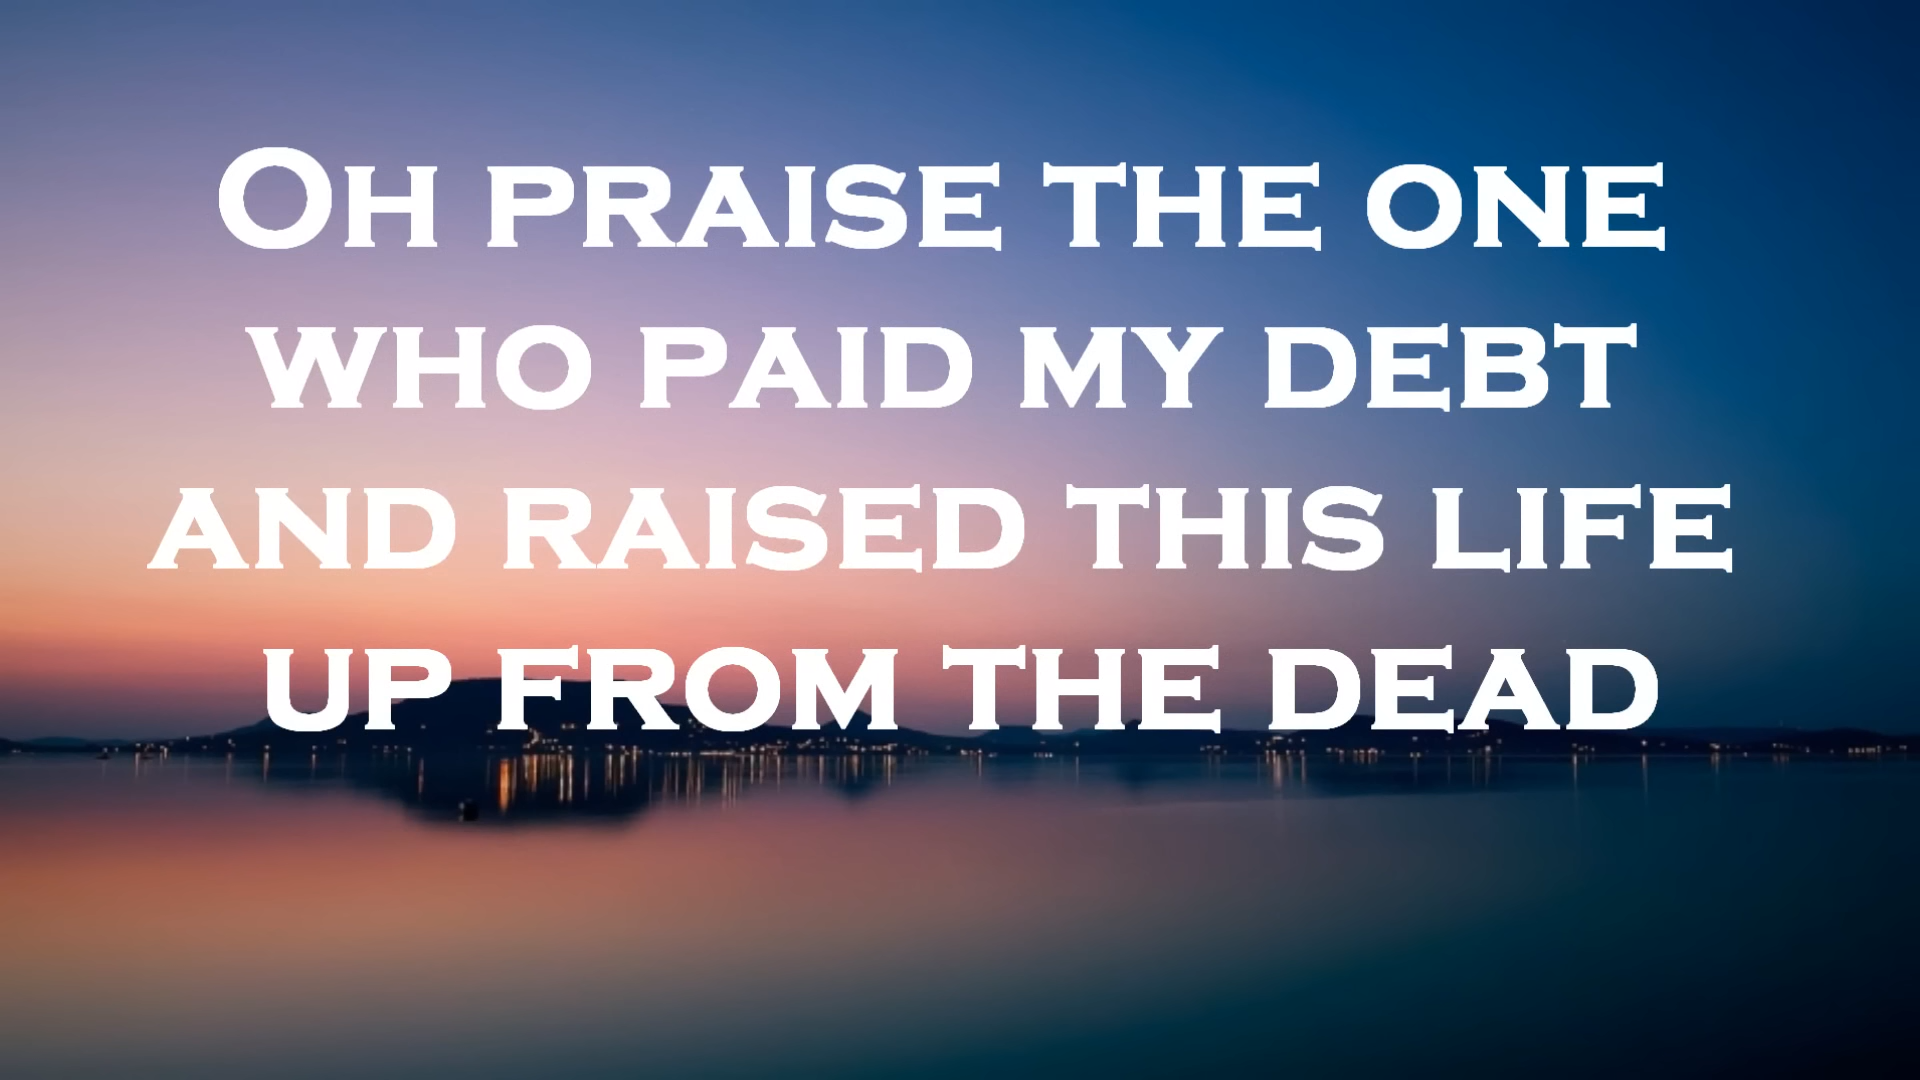 Oh praise the one
who paid my debt
and raised this life
up from the dead